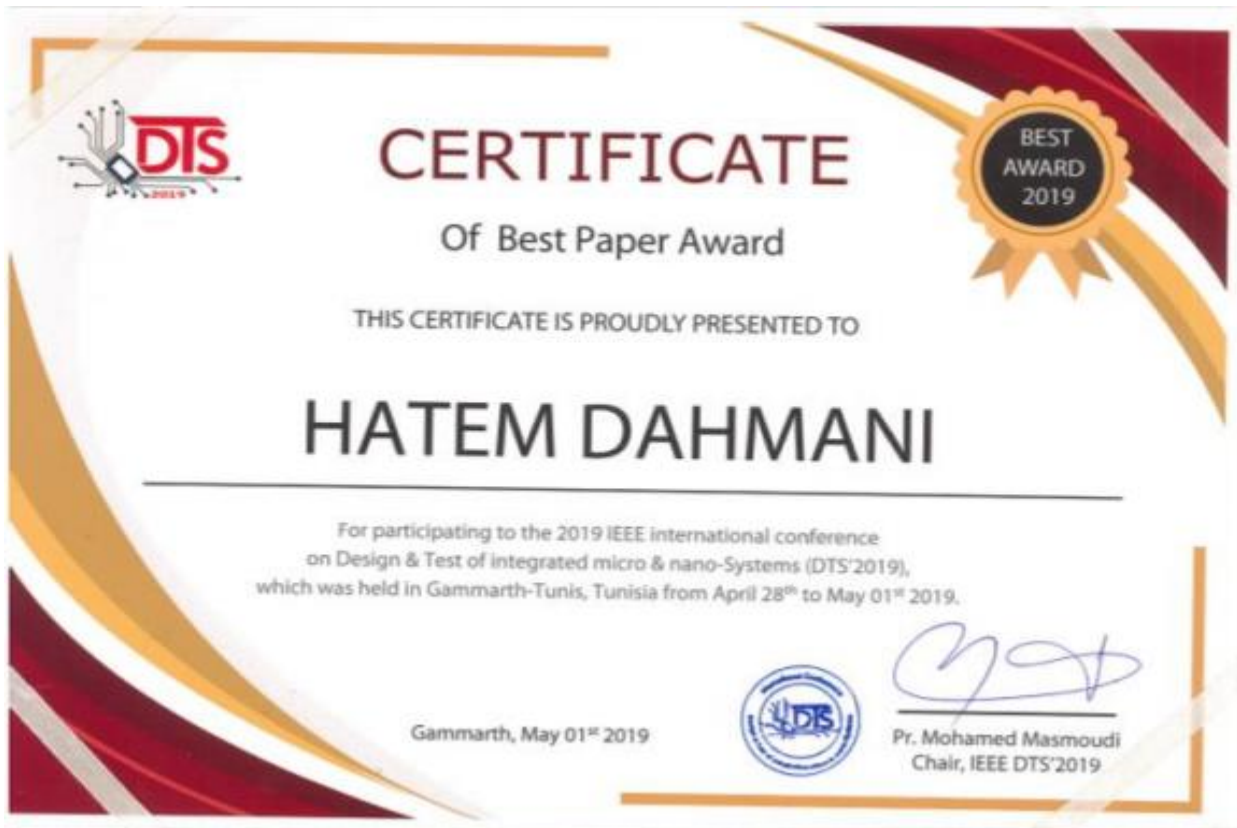 DTS
2019
CERTIFICATE
BEST
AWARD
2019
Of Best Paper Award
THIS CERTIFICATE IS PROUDLY PRESENTED TO
HATEM DAHMANI
For participating to the 2019 IEEE international conference
on Design & Test of integrated micro & nano-Systems (DTS'2019),
which was held in Gammarth-Tunis, Tunisia from April 28th to May 01st 2019.
Gammarth, May 01st 2019
International Conference
DTS
Pr. Mohamed Masmoudi
Chair, IEEE DTS'2019